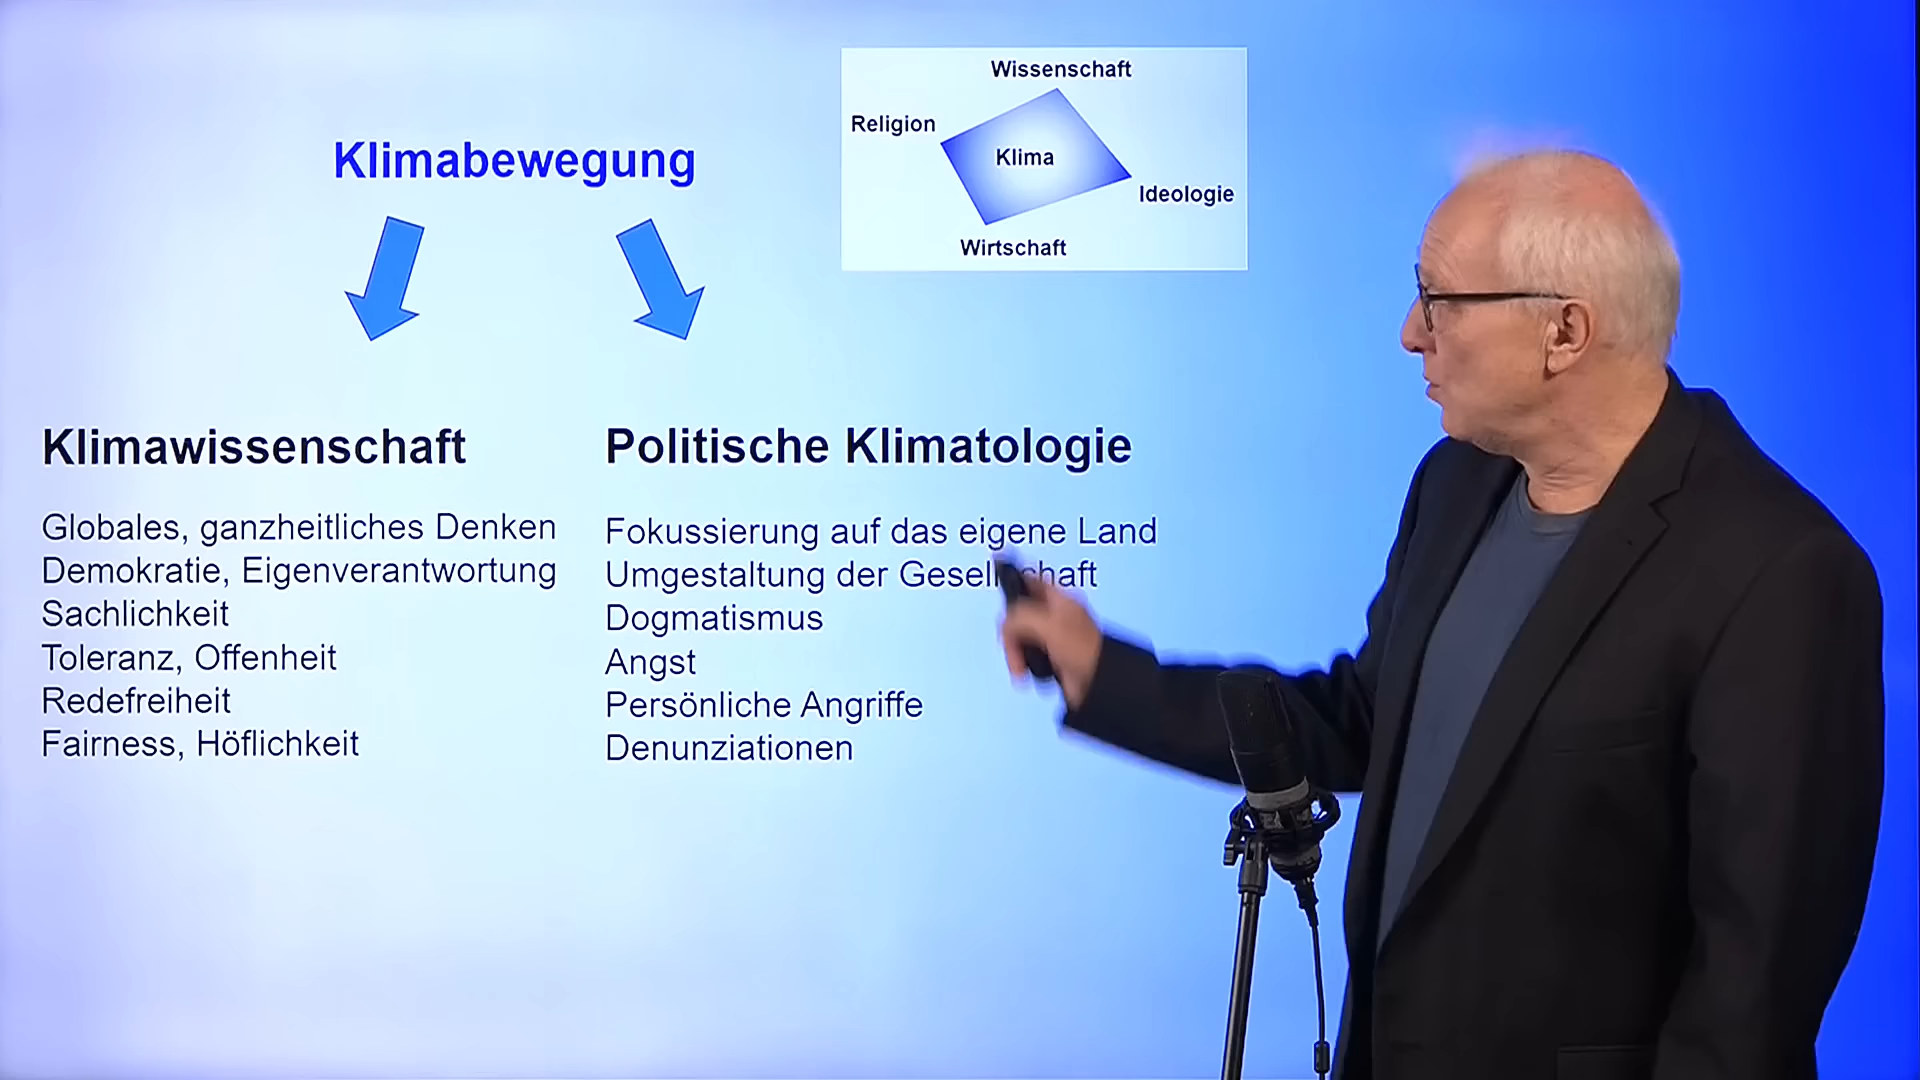 Klimabewegung
Wissenschaft
Religion
Klima
Ideologie
Wirtschaft
Klimawissenschaft
Globales, ganzheitliches Denken
Demokratie, Eigenverantwortung
Sachlichkeit
Toleranz, Offenheit
Redefreiheit
Fairness, Höflichkeit
Politische Klimatologie
Fokussierung auf das eigene Land
Umgestaltung der Gesellschaft
Dogmatismus
Angst
Persönliche Angriffe
Denunziationen